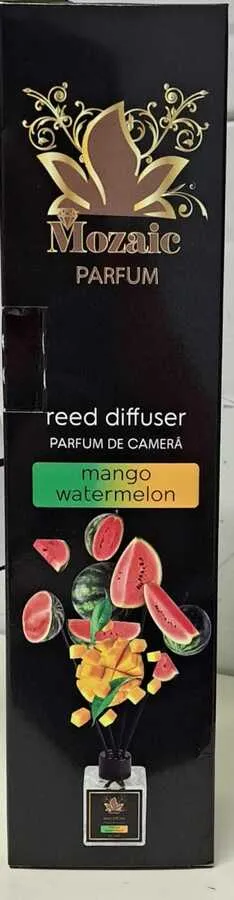 Mozaic
PARFUM
reed diffuser
PARFUM DE CAMERĂ
mango
watermelon